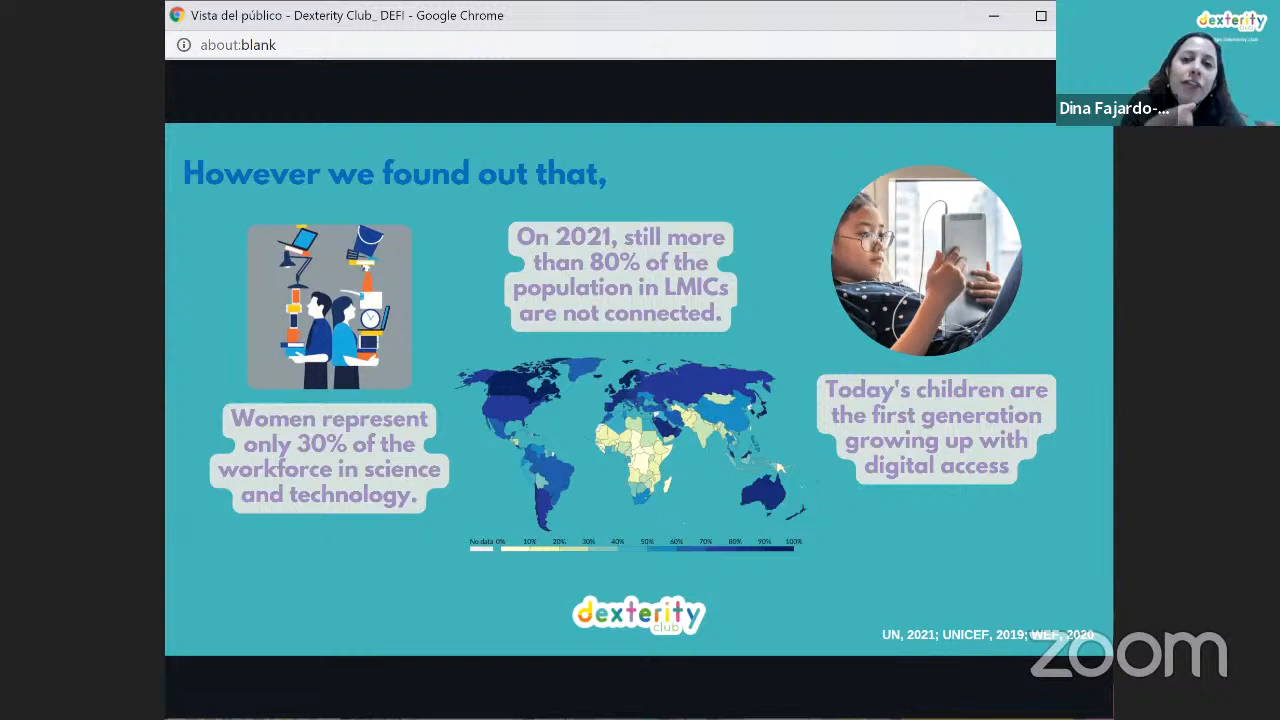 Vista del público - Dexterity Club_ DEFI - Google Chrome
about:blank
dexterity
Dina Fajardo-...
However we found out that,
On 2021, still more
than 80% of the
population in LMICs
are not connected.
Women represent
only 30% of the
workforce in science
and technology.
Today's children are
the first generation
growing up with
digital access
No data 0% 10% 20% 30% 40% 50% 60% 70% 80% 90% 100%
dexterity
club
UN, 2021; UNICEF, 2019; WEF, 2020
zoom